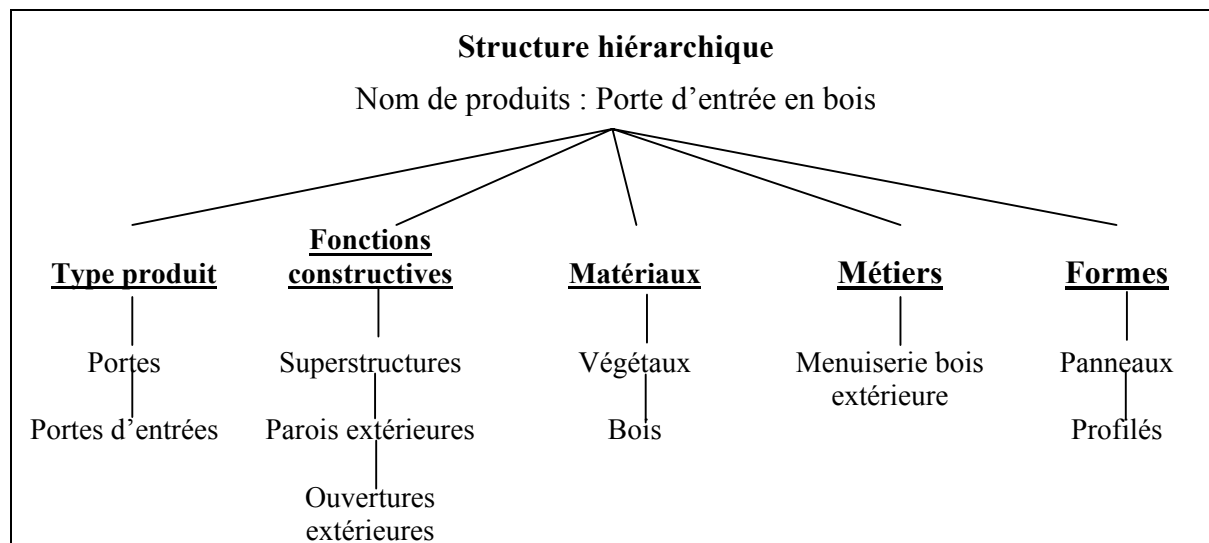 Structure hiérarchique
Nom de produits : Porte d’entrée en bois
Type produit
Fonctions
constructives
Matériaux
Métiers
Formes
Portes
Superstructures
Végétaux
Menuiserie bois
extérieure
Panneaux
Portes d’entrées
Parois extérieures
Bois
Profilés
Ouvertures
extérieures